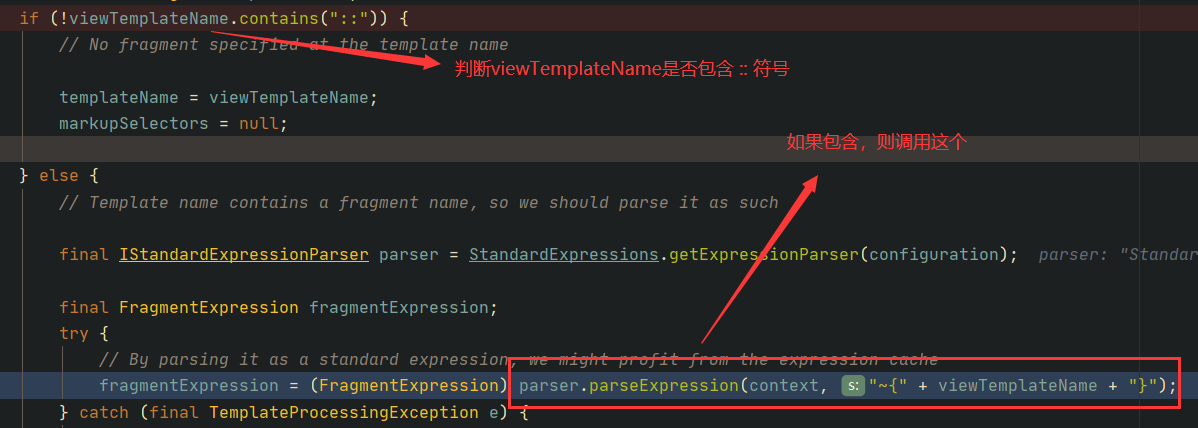 if (!viewTemplateName.contains("::")) {
// No fragment specified at the template name
判断viewTemplateName是否包含 :: 符号
templateName = viewTemplateName;
markupSelectors = null;
如果包含，则调用这个
} else {
// Template name contains a fragment name, so we should parse it as such
final IStandardExpressionParser parser = StandardExpressions.getExpressionParser(configuration);  parser: "Standar
final FragmentExpression fragmentExpression;
try {
// By parsing it as a standard expression, we might profit from the expression cache
fragmentExpression = (FragmentExpression) parser.parseExpression(context, s: "~{" + viewTemplateName + "}");
} catch (final TemplateProcessingException e) {